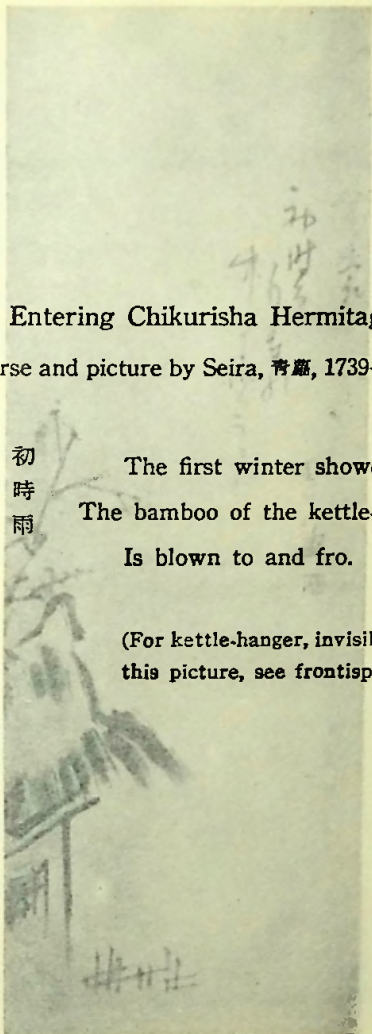 Entering Chikurisha Hermitag
rse and picture by Seira, 青蘿, 1739-
初時雨
The first winter show
The bamboo of the kettle-
Is blown to and fro.
(For kettle-hanger, invisi
this picture, see frontisp